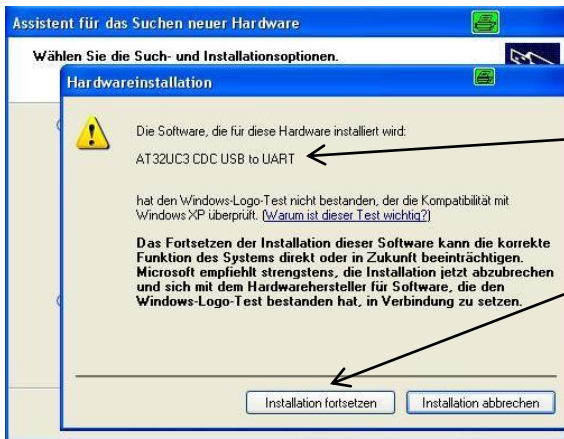 Assistent für das Suchen neuer Hardware
Wählen Sie die Such- und Installationsoptionen.
Hardwareinstallation
Die Software, die für diese Hardware installiert wird:
AT32UC3 CDC USB to UART
hat den Windows-Logo-Test nicht bestanden, der die Kompatibilität mit
Windows XP überprüft. (Warum ist dieser Test wichtig?)
Das Fortsetzen der Installation dieser Software kann die korrekte
Funktion des Systems direkt oder in Zukunft beeinträchtigen.
Microsoft empfiehlt strengstens, die Installation jetzt abzubrechen
und sich mit dem Hardwarehersteller für Software, die den
Windows-Logo-Test bestanden hat, in Verbindung zu setzen.
Installation fortsetzen
Installation abbrechen